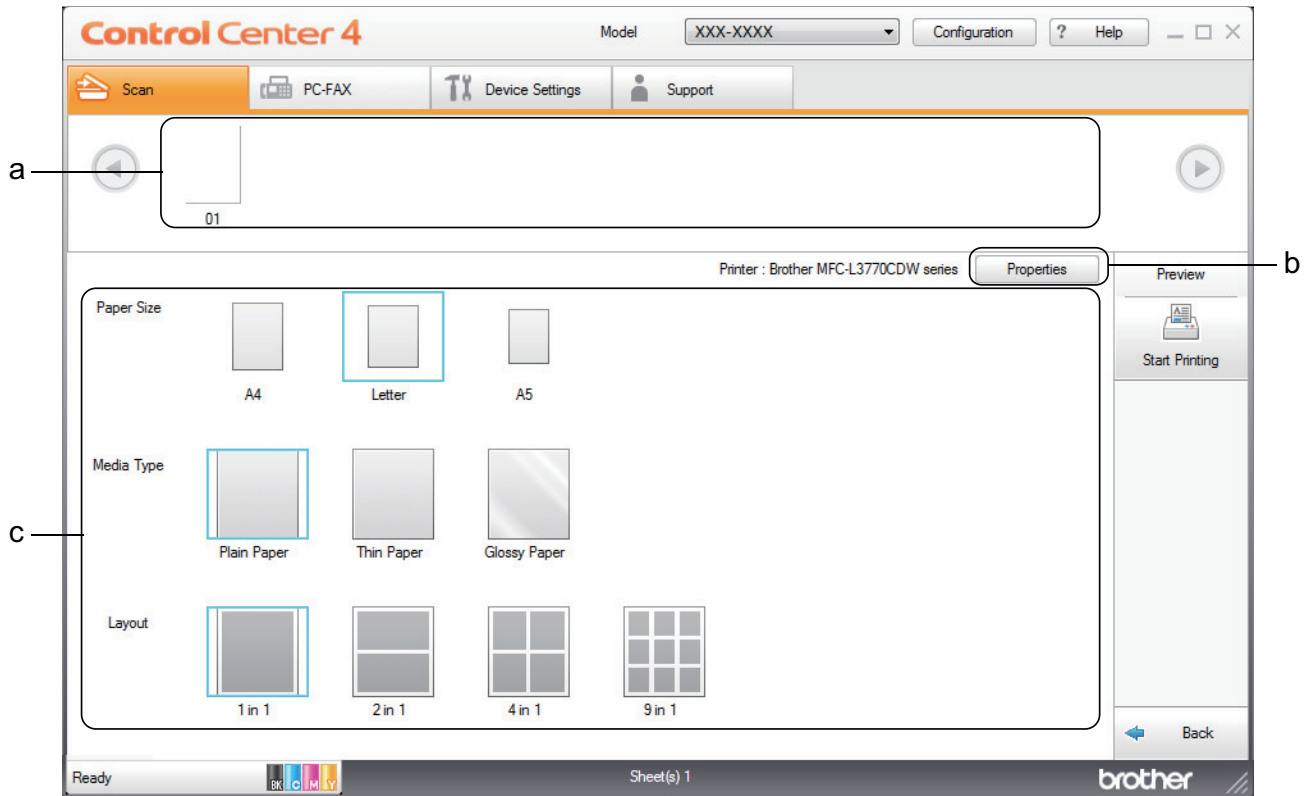 Control Center 4 Model XXX-XXXX Configuration ? Help
Scan PC-FAX Device Settings Support
a
01
Printer : Brother MFC-L3770CDW series Properties b
Preview
Paper Size
Start Printing
A4 Letter A5
Media Type
c
Plain Paper Thin Paper Glossy Paper
Layout
1 in 1 2 in 1 4 in 1 9 in 1
Back
Ready BK C M Y Sheet(s) 1 brother